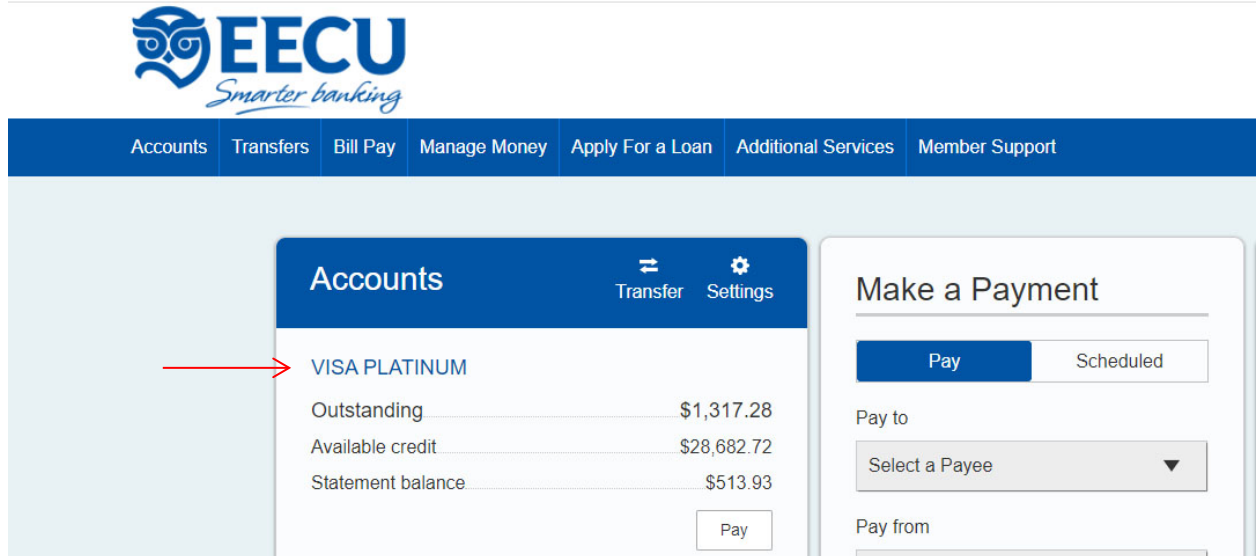 EECU
Smarter banking
Accounts Transfers Bill Pay Manage Money Apply For a Loan Additional Services Member Support
Accounts
Transfer Settings
VISA PLATINUM
Outstanding $1,317.28
Available credit $28,682.72
Statement balance $513.93
Pay
Make a Payment
Pay Scheduled
Pay to
Select a Payee
Pay from